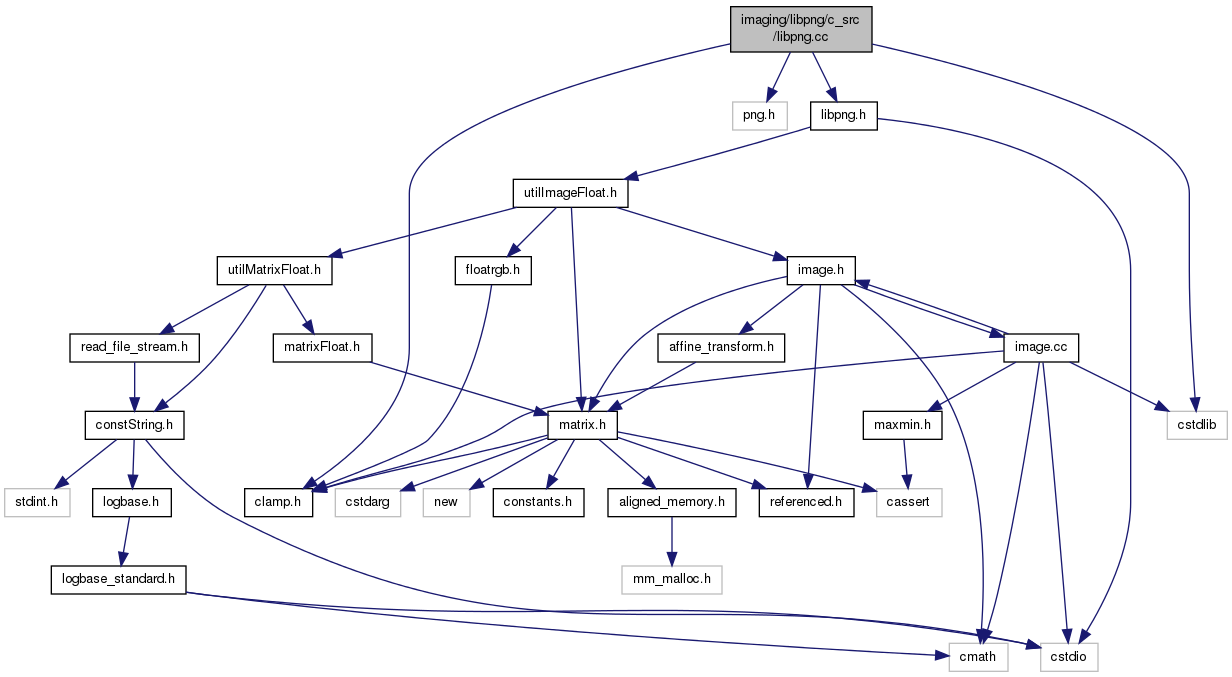 imaging/libpng/c_src
/libpng.cc
png.h
libpng.h
utilImageFloat.h
utilMatrixFloat.h
floatrgb.h
image.h
read_file_stream.h
matrixFloat.h
affine_transform.h
image.cc
constString.h
matrix.h
maxmin.h
cstdlib
stdint.h
logbase.h
clamp.h
cstdarg
new
constants.h
aligned_memory.h
referenced.h
cassert
logbase_standard.h
mm_malloc.h
cmath
cstdio